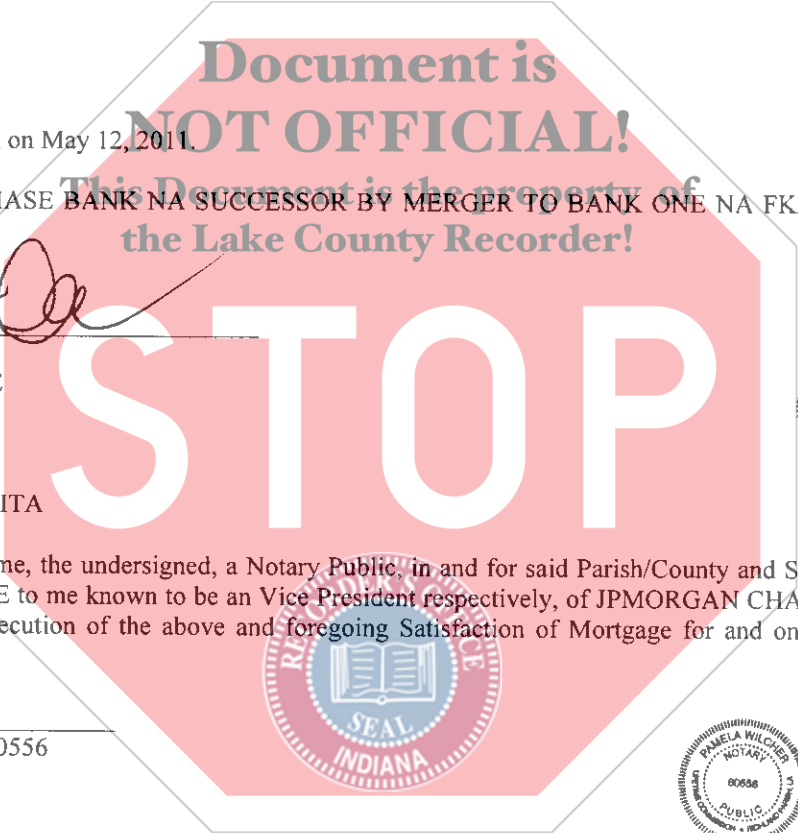 Document is
NOT OFFICIAL!
on May 12, 2011.
This Document is the property of
HASE BANK NA SUCCESSOR BY MERGER TO BANK ONE NA FK
the Lake County Recorder!
STOP
E
ITA
me, the undersigned, a Notary Public, in and for said Parish/County and S
E to me known to be an Vice President respectively, of JPMORGAN CHA
ecution of the above and foregoing Satisfaction of Mortgage for and on
RECORDER'S OFFICE
SEAL
INDIANA
0556
PAMELA WILCHER
NOTARY
60556
PUBLIC
LIFETIME COMMISSION